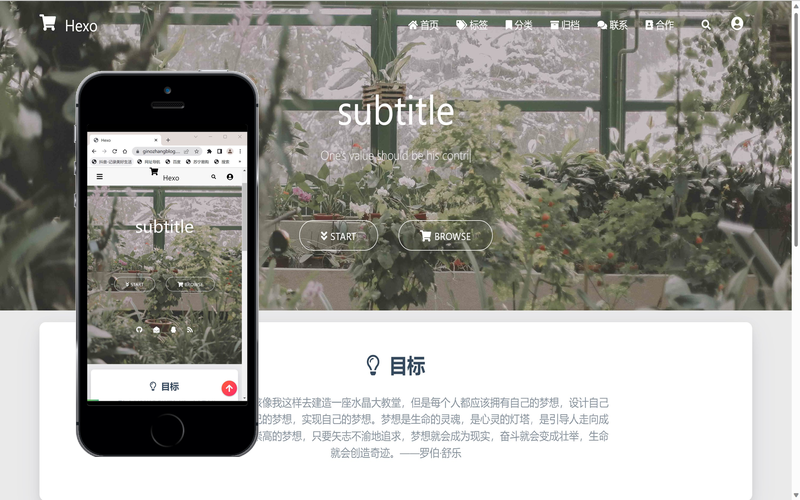 Hexo
首页 标签 分类 归档 联系 合作
subtitle
One's value should be his contri
START BROWSE
Hexo
ginozhangblog....
百度
Hexo
subtitle
START BROWSE
目标
目标
像我这样去建造一座水晶大教堂，但是每个人都应该拥有自己的梦想，设计自己
的梦想，实现自己的梦想。梦想是生命的灵魂，是心灵的灯塔，是引导人走向成
高的梦想，只要矢志不渝地追求，梦想就会成为现实，奋斗就会变成壮举，生命
就会创造奇迹。——罗伯·舒乐